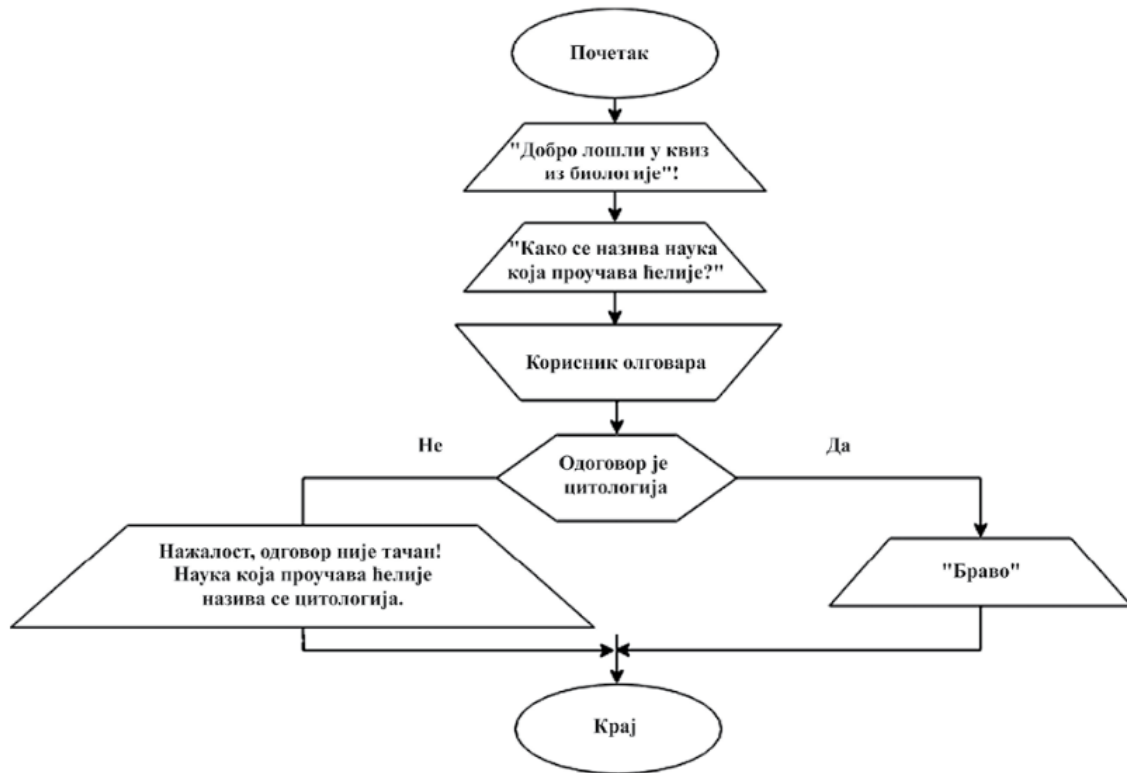 Почетак
"Добро лошли у квиз
из биологије"!
"Како се назива наука
која проучава ћелије?"
Корисник олговара
Не
Да
Одоговор је
цитологија
Нажалост, одговор није тачан!
Наука која проучава ћелије
назива се цитологија.
"Браво"
Крај